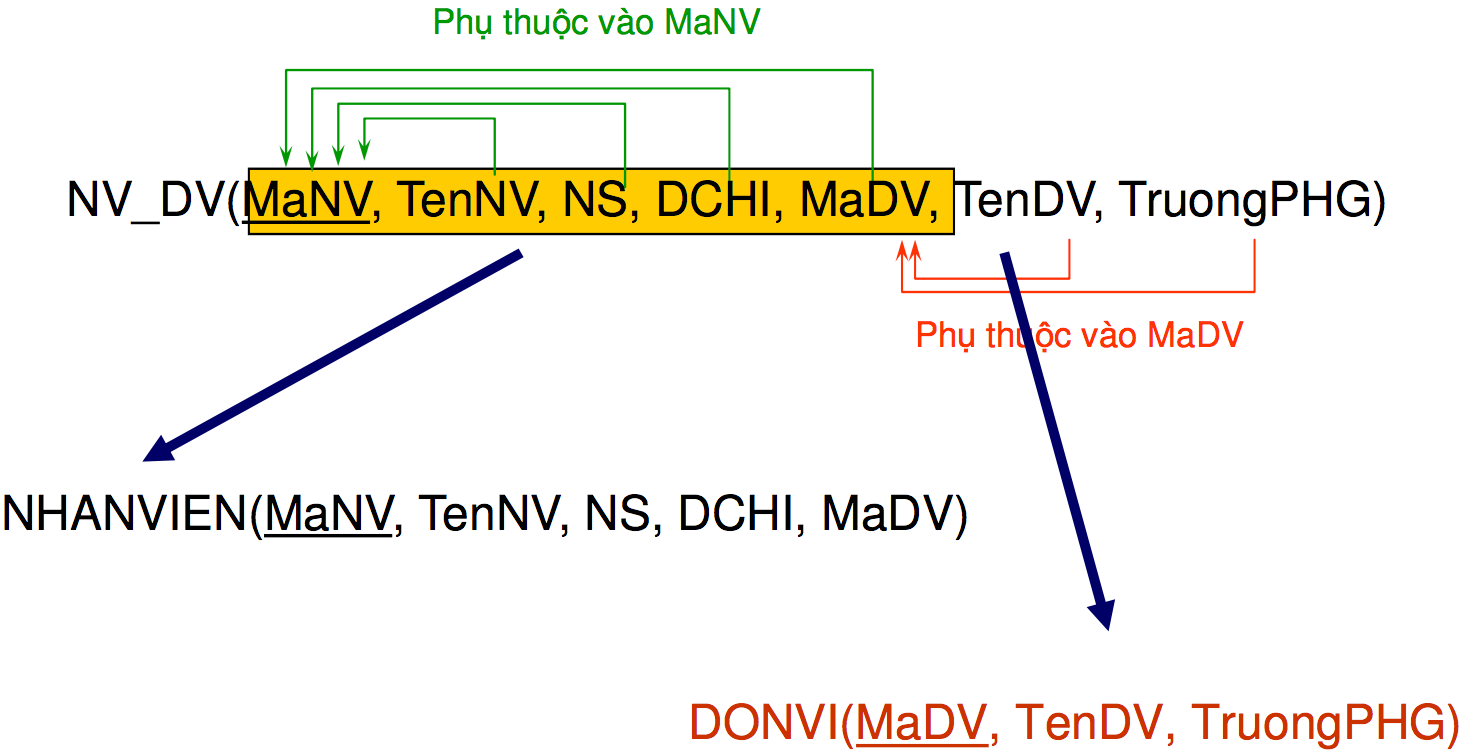 Phụ thuộc vào MaNV
NV_DV(MaNV, TenNV, NS, DCHI, MaDV, TenDV, TruongPHG)
Phụ thuộc vào MaDV
NHANVIEN(MaNV, TenNV, NS, DCHI, MaDV)
DONVI(MaDV, TenDV, TruongPHG)